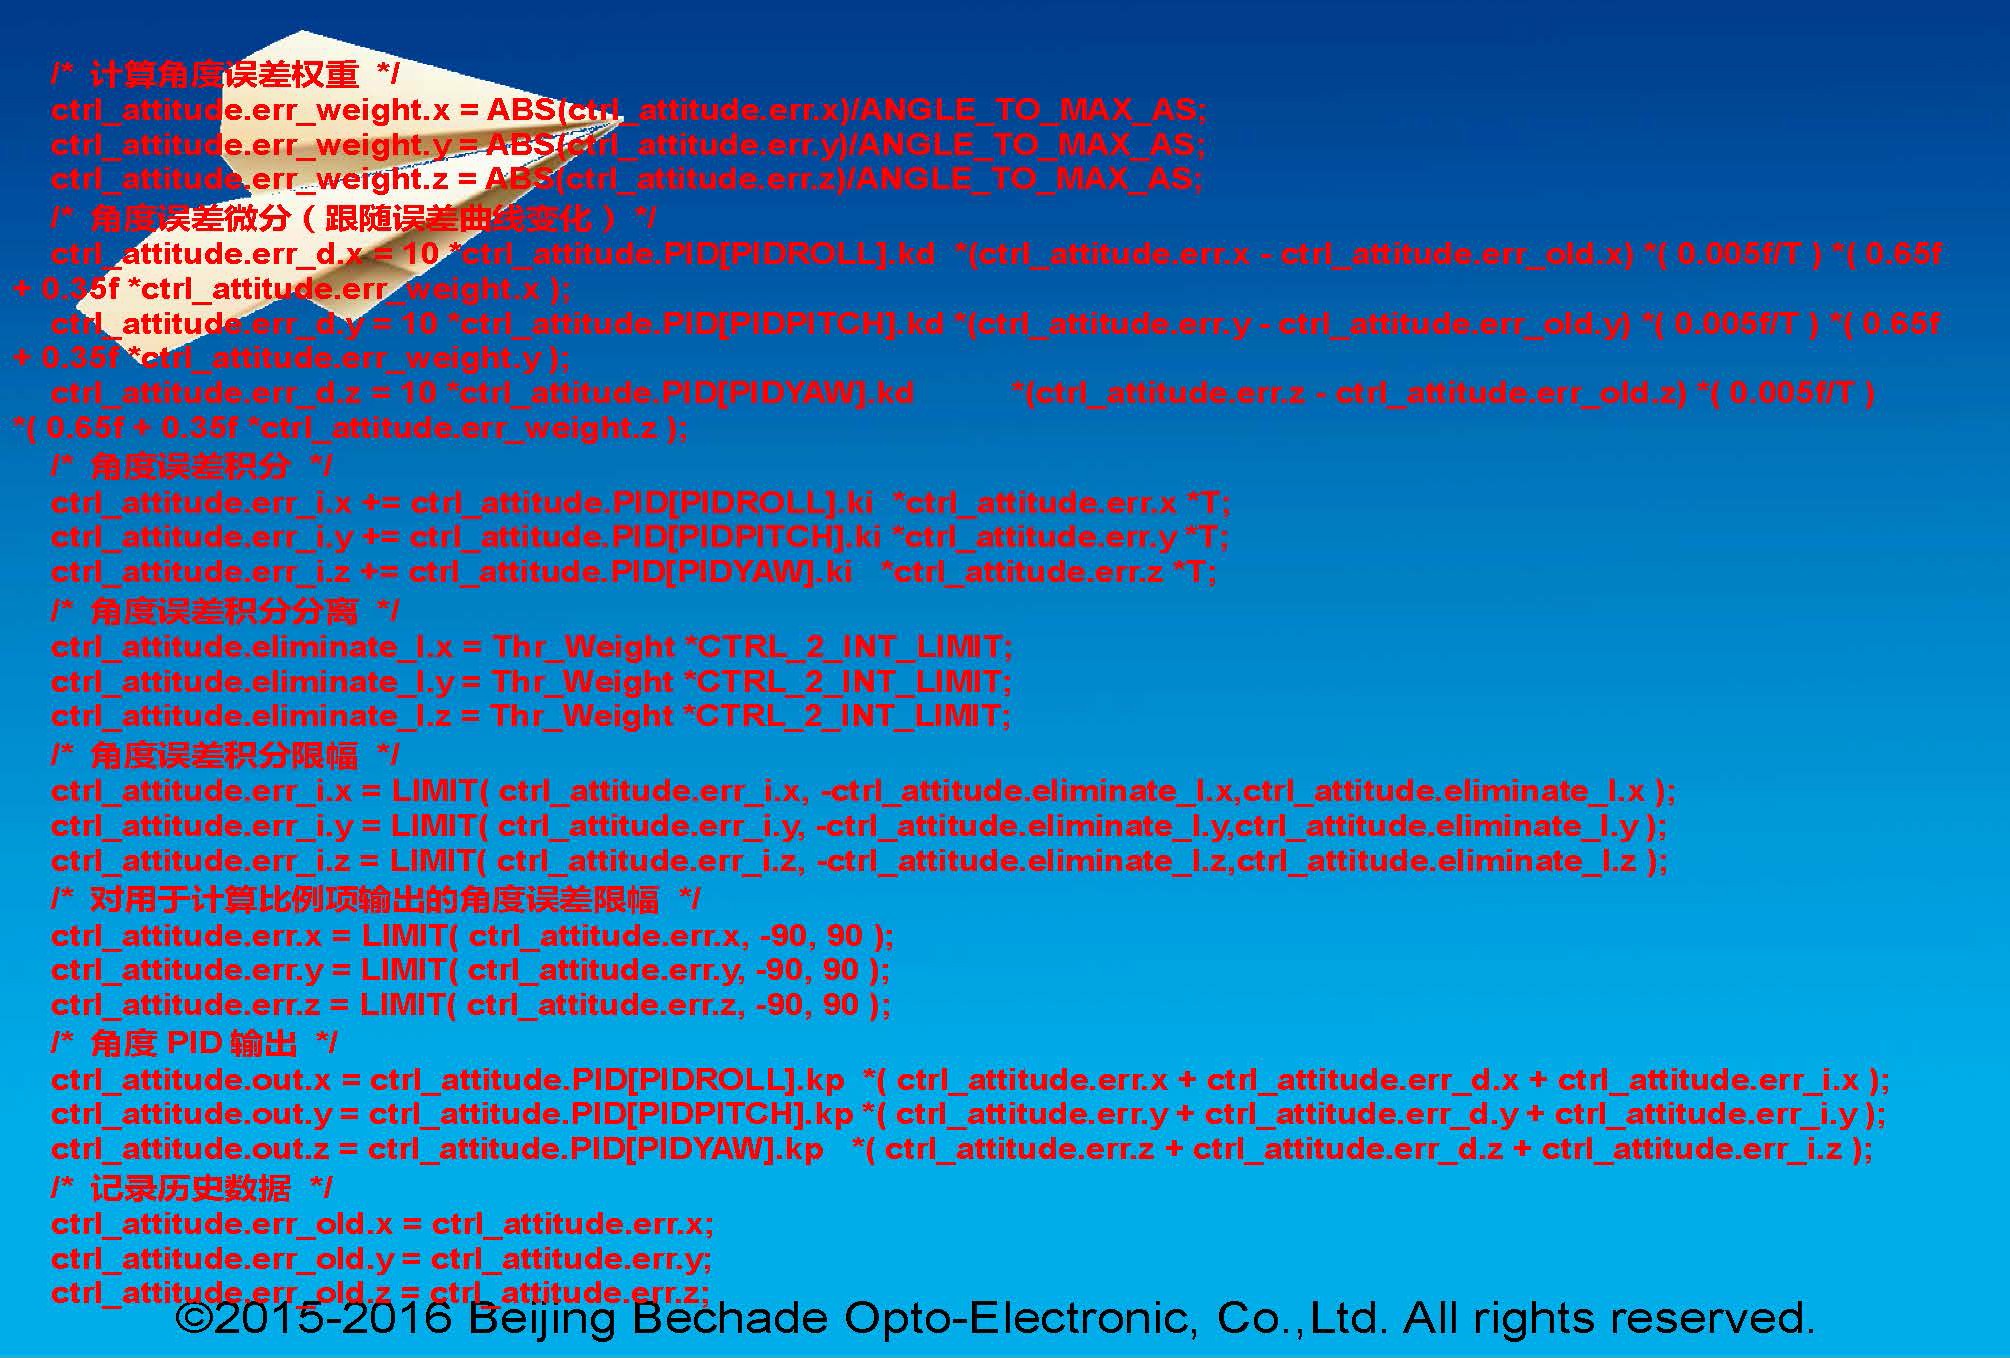 /* 计算角度误差权重 */
ctrl_attitude.err_weight.x = ABS(ctrl_attitude.err.x)/ANGLE_TO_MAX_AS;
ctrl_attitude.err_weight.y = ABS(ctrl_attitude.err.y)/ANGLE_TO_MAX_AS;
ctrl_attitude.err_weight.z = ABS(ctrl_attitude.err.z)/ANGLE_TO_MAX_AS;
/* 角度误差微分（跟随误差曲线变化） */
ctrl_attitude.err_d.x = 10 *ctrl_attitude.PID[PIDROLL].kd *(ctrl_attitude.err.x - ctrl_attitude.err_old.x) *( 0.005f/T ) *( 0.65f
+ 0.35f *ctrl_attitude.err_weight.x );
ctrl_attitude.err_d.y = 10 *ctrl_attitude.PID[PIDPITCH].kd *(ctrl_attitude.err.y - ctrl_attitude.err_old.y) *( 0.005f/T ) *( 0.65f
+ 0.35f *ctrl_attitude.err_weight.y );
ctrl_attitude.err_d.z = 10 *ctrl_attitude.PID[PIDYAW].kd *(ctrl_attitude.err.z - ctrl_attitude.err_old.z) *( 0.005f/T )
*( 0.65f + 0.35f *ctrl_attitude.err_weight.z );
/* 角度误差积分 */
ctrl_attitude.err_i.x += ctrl_attitude.PID[PIDROLL].ki *ctrl_attitude.err.x *T;
ctrl_attitude.err_i.y += ctrl_attitude.PID[PIDPITCH].ki *ctrl_attitude.err.y *T;
ctrl_attitude.err_i.z += ctrl_attitude.PID[PIDYAW].ki *ctrl_attitude.err.z *T;
/* 角度误差积分分离 */
ctrl_attitude.eliminate_I.x = Thr_Weight *CTRL_2_INT_LIMIT;
ctrl_attitude.eliminate_I.y = Thr_Weight *CTRL_2_INT_LIMIT;
ctrl_attitude.eliminate_I.z = Thr_Weight *CTRL_2_INT_LIMIT;
/* 角度误差积分限幅 */
ctrl_attitude.err_i.x = LIMIT( ctrl_attitude.err_i.x, -ctrl_attitude.eliminate_I.x,ctrl_attitude.eliminate_I.x );
ctrl_attitude.err_i.y = LIMIT( ctrl_attitude.err_i.y, -ctrl_attitude.eliminate_I.y,ctrl_attitude.eliminate_I.y );
ctrl_attitude.err_i.z = LIMIT( ctrl_attitude.err_i.z, -ctrl_attitude.eliminate_I.z,ctrl_attitude.eliminate_I.z );
/* 对用于计算比例项输出的角度误差限幅 */
ctrl_attitude.err.x = LIMIT( ctrl_attitude.err.x, -90, 90 );
ctrl_attitude.err.y = LIMIT( ctrl_attitude.err.y, -90, 90 );
ctrl_attitude.err.z = LIMIT( ctrl_attitude.err.z, -90, 90 );
/* 角度 PID 输出 */
ctrl_attitude.out.x = ctrl_attitude.PID[PIDROLL].kp *( ctrl_attitude.err.x + ctrl_attitude.err_d.x + ctrl_attitude.err_i.x );
ctrl_attitude.out.y = ctrl_attitude.PID[PIDPITCH].kp *( ctrl_attitude.err.y + ctrl_attitude.err_d.y + ctrl_attitude.err_i.y );
ctrl_attitude.out.z = ctrl_attitude.PID[PIDYAW].kp *( ctrl_attitude.err.z + ctrl_attitude.err_d.z + ctrl_attitude.err_i.z );
/* 记录历史数据 */
ctrl_attitude.err_old.x = ctrl_attitude.err.x;
ctrl_attitude.err_old.y = ctrl_attitude.err.y;
ctrl_attitude.err_old.z = ctrl_attitude.err.z;
©2015-2016 Beijing Bechade Opto-Electronic, Co.,Ltd. All rights reserved.